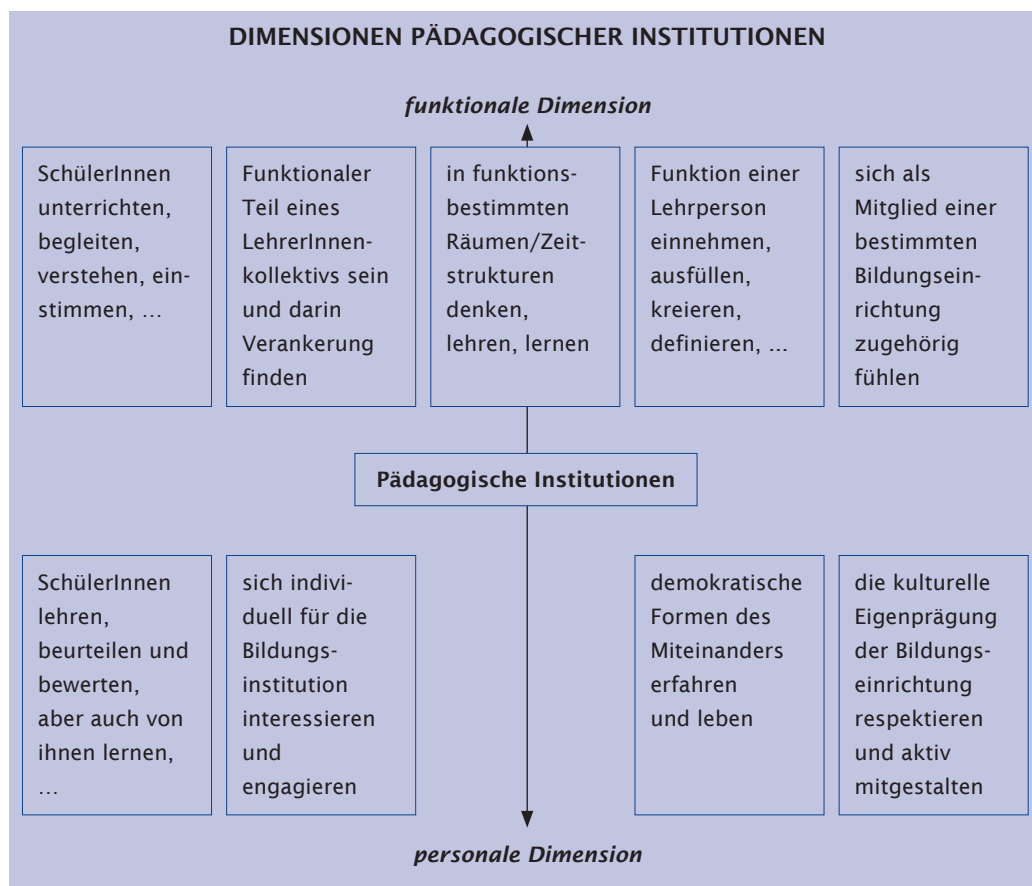 DIMENSIONEN PÄDAGOGISCHER INSTITUTIONEN
funktionale Dimension
SchülerInnen
unterrichten,
begleiten,
verstehen, ein-
stimmen, …
Funktionaler
Teil eines
LehrerInnen-
kollektivs sein
und darin
Verankerung
finden
in funktions-
bestimmten
Räumen/Zeit-
strukturen
denken,
lehren, lernen
Funktion einer
Lehrperson
einnehmen,
ausfüllen,
kreieren,
definieren, ...
sich als
Mitglied einer
bestimmten
Bildungsein-
richtung
zugehörig
fühlen
Pädagogische Institutionen
SchülerInnen
lehren,
beurteilen und
bewerten,
aber auch von
ihnen lernen,
…
sich indivi-
duell für die
Bildungs-
institution
interessieren
und
engagieren
demokratische
Formen des
Miteinanders
erfahren
und leben
die kulturelle
Eigenprägung
der Bildungs-
einrichtung
respektieren
und aktiv
mitgestalten
personale Dimension